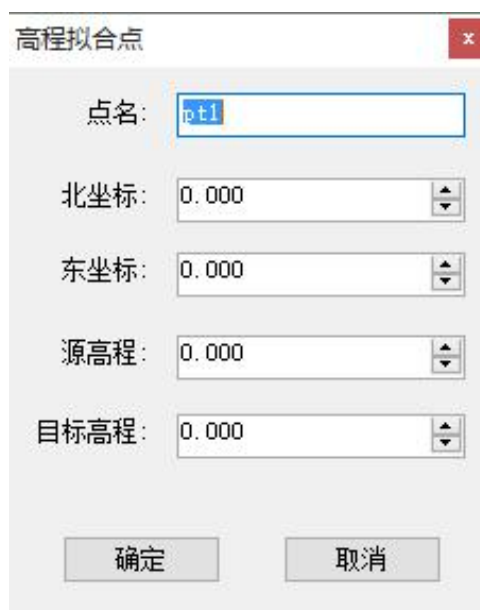 高程拟合点
x
点名: pt1
北坐标: 0.000
东坐标: 0.000
源高程: 0.000
目标高程: 0.000
确定 取消